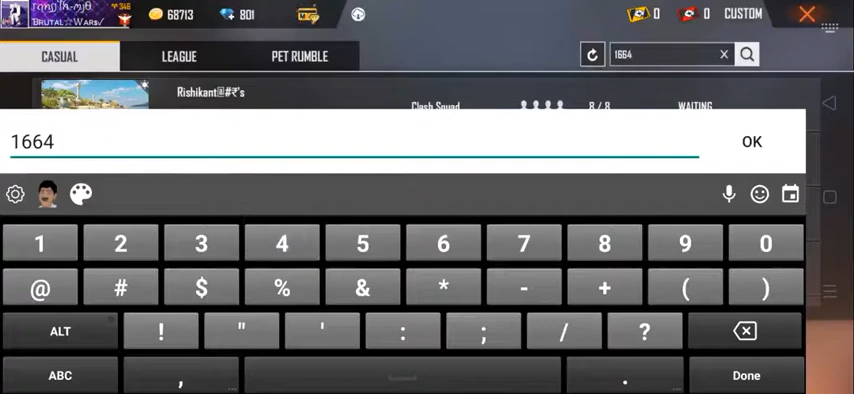 346
BRUTAL☆WARS✓
68713
801
0
0
CUSTOM
CASUAL
LEAGUE
PET RUMBLE
1664
Rishikant@#₹'s
Clash Squad
8 / 8
WAITING
1664
OK
1 2 3 4 5 6 7 8 9 0
@ # $ % & * - + ( )
ALT ! " ' : ; / ?
ABC , . Done